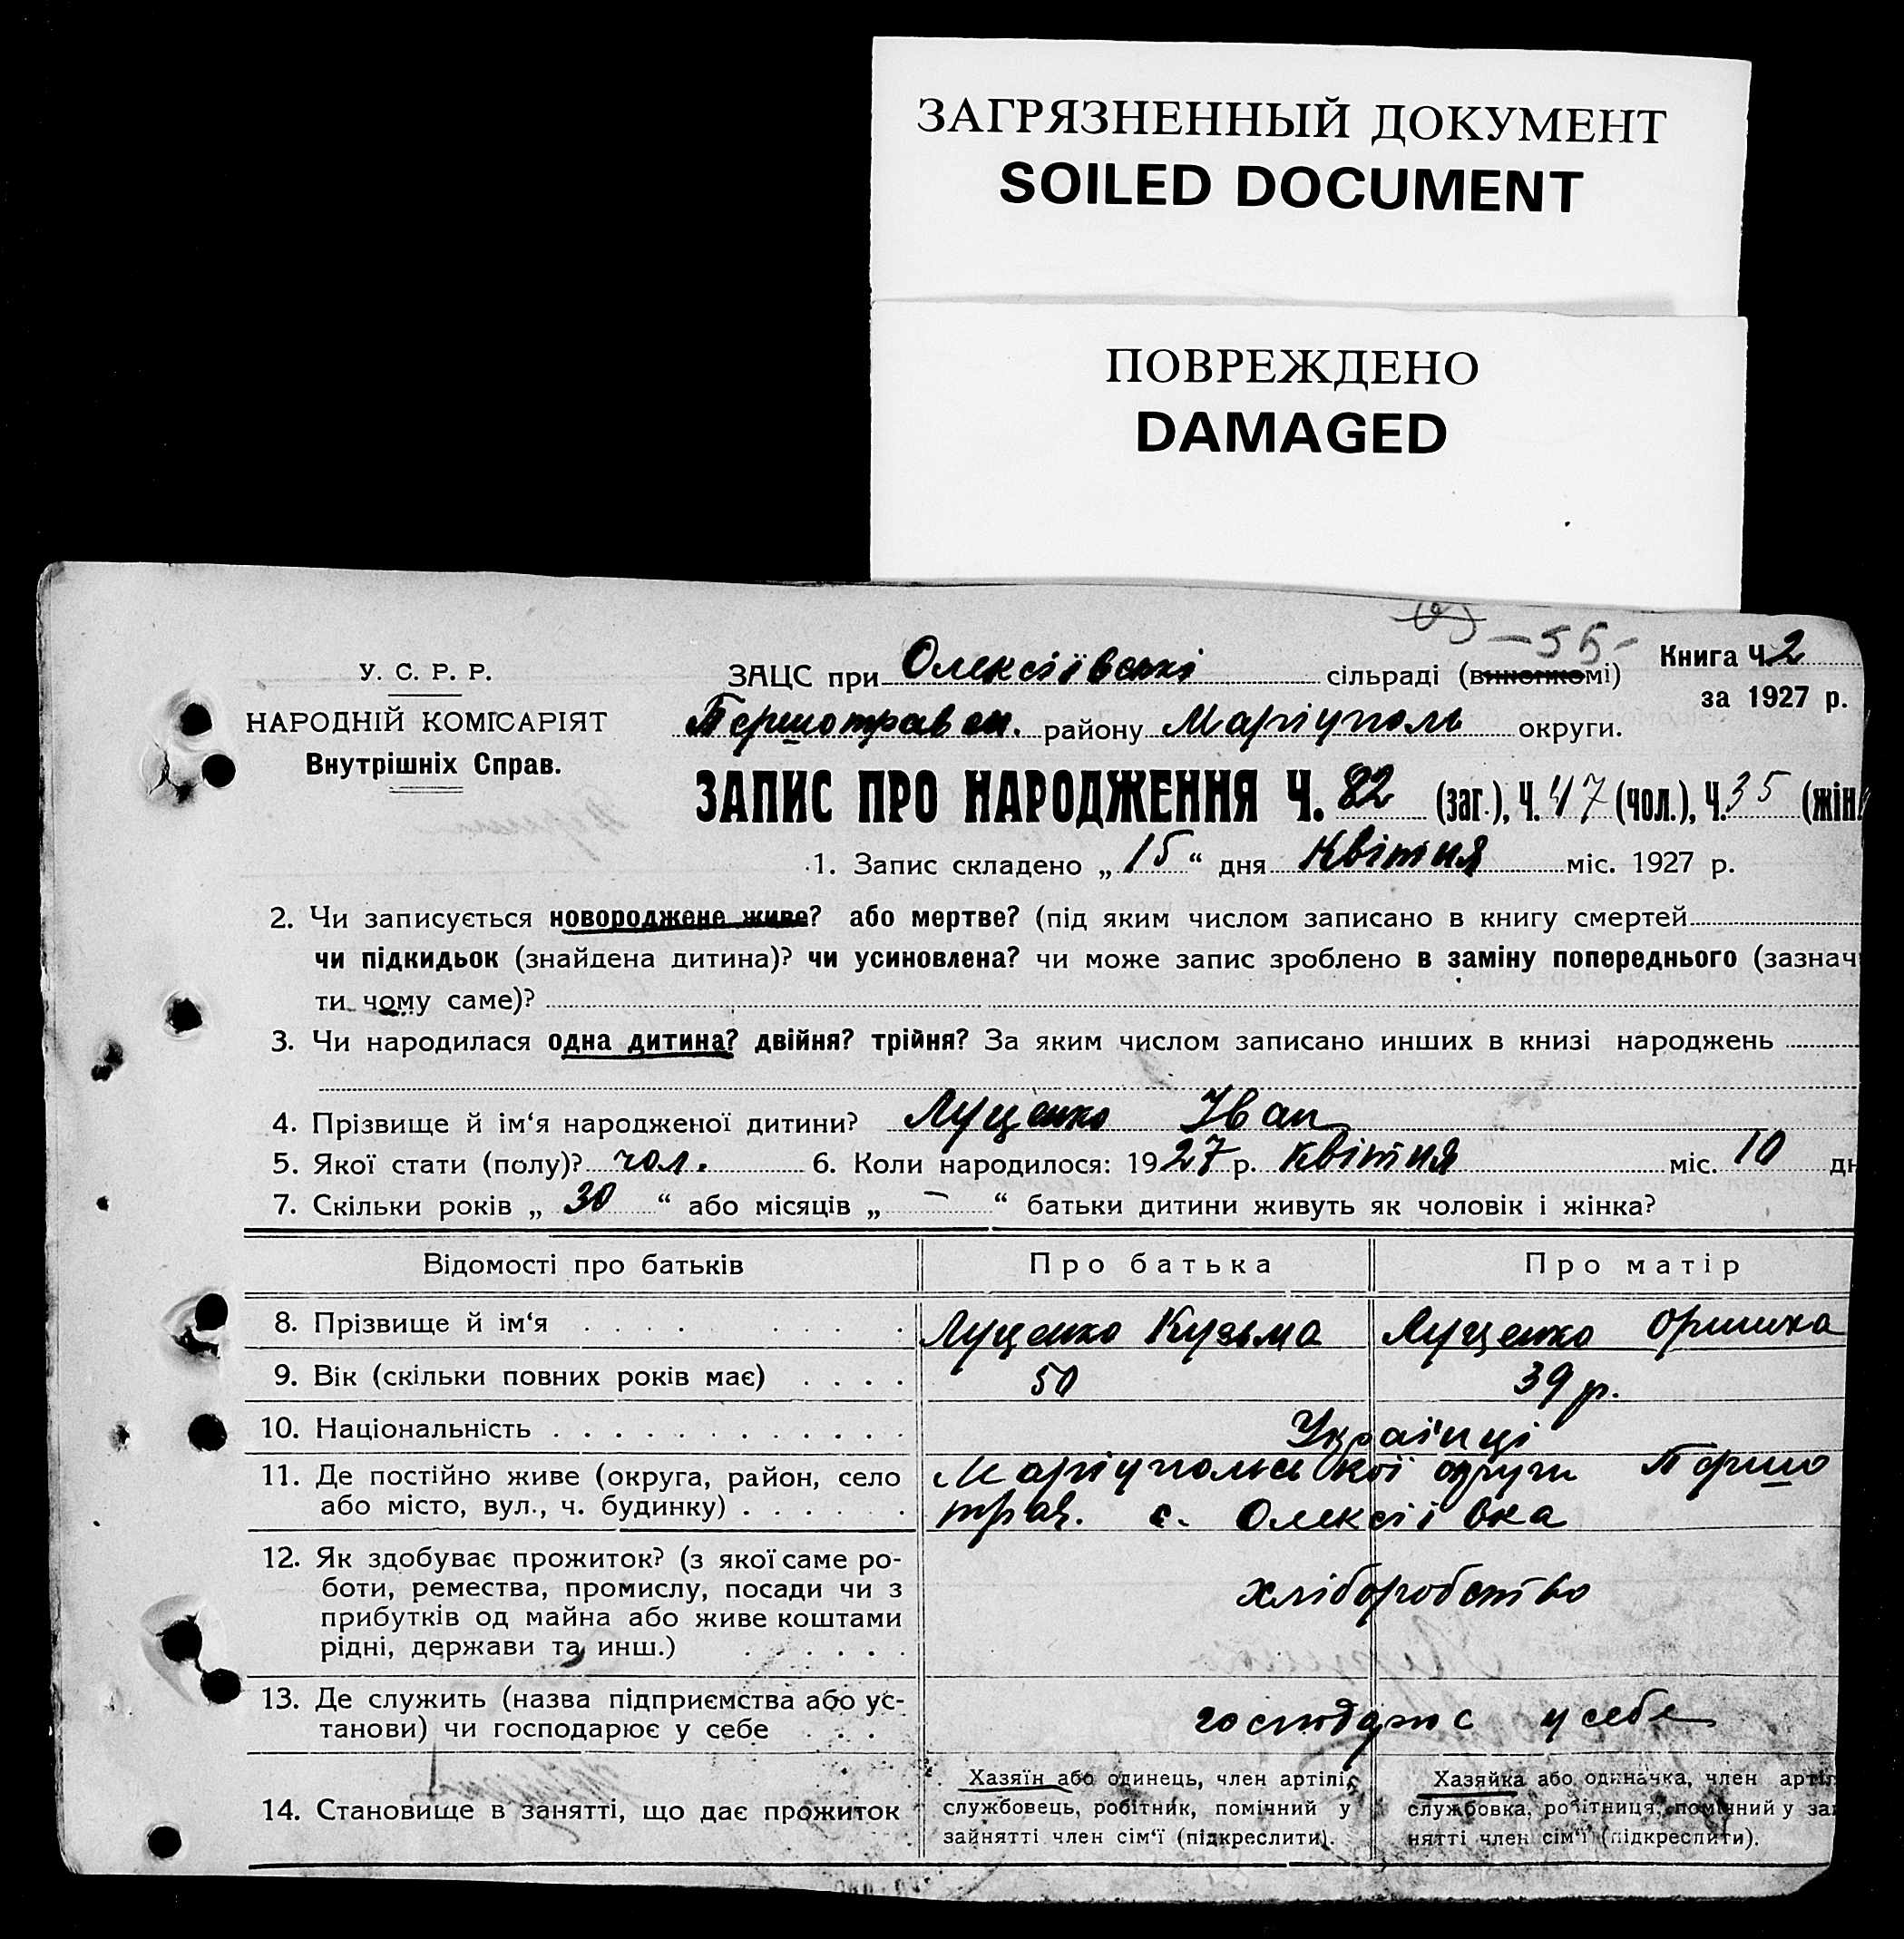 ЗАГРЯЗНЕННЫЙ ДОКУМЕНТ
SOILED DOCUMENT
ПОВРЕЖДЕНО
DAMAGED
– 55 –
У. С. Р. Р.
НАРОДНІЙ КОМІСАРІЯТ
Внутрішніх Справ.
ЗАЦС при Олексіївські сільраді (виконкомі)
Книга Ч. 2
за 1927 р.
Першотравен. району Маріуполь округи.
ЗАПИС ПРО НАРОДЖЕННЯ Ч. 82 (заг.), Ч. 47 (чол.), Ч. 35 (жін.
1. Запис складено „ 15 “ дня Квітня міс. 1927 р.
2. Чи записується новороджене живе? або мертве? (під яким числом записано в книгу смертей
чи підкидьок (знайдена дитина)? чи усиновлена? чи може запис зроблено в заміну попереднього (зазначи
ти чому саме)?
3. Чи народилася одна дитина? двійня? трійня? За яким числом записано инших в книзі народжень
4. Прізвище й ім‘я народженої дитини? Луценко Іван
5. Якої стати (полу)? чол. 6. Коли народилося: 1927 р. Квітня міс. 10 дн
7. Скільки років „ 30 “ або місяців „ – “ батьки дитини живуть як чоловік і жінка?
Відомості про батьків Про батька Про матір
8. Прізвище й ім‘я Луценко Кузьма Луценко Оришка
9. Вік (скільки повних років має) 50 39 р.
10. Національність Українці
11. Де постійно живе (округа, район, село Маріупольської округи Першо
або місто, вул., ч. будинку) трав. с. Олексіївка
12. Як здобуває прожиток? (з якої саме ро-
боти, ремества, промислу, посади чи з хліборобство
прибутків од майна або живе коштами
рідні, держави та инш.)
13. Де служить (назва підприємства або ус-
танови) чи господарює у себе господарює у себе
14. Становище в занятті, що дає прожиток
Хазяїн або одинець, член артілі,
службовець, робітник, помічний у
зайнятті член сім‘ї (підкреслити).
Хазяйка або одиначка, член артіл
службовка, робітниця, помічний у зай
нятті член сім‘ї (підкреслити).